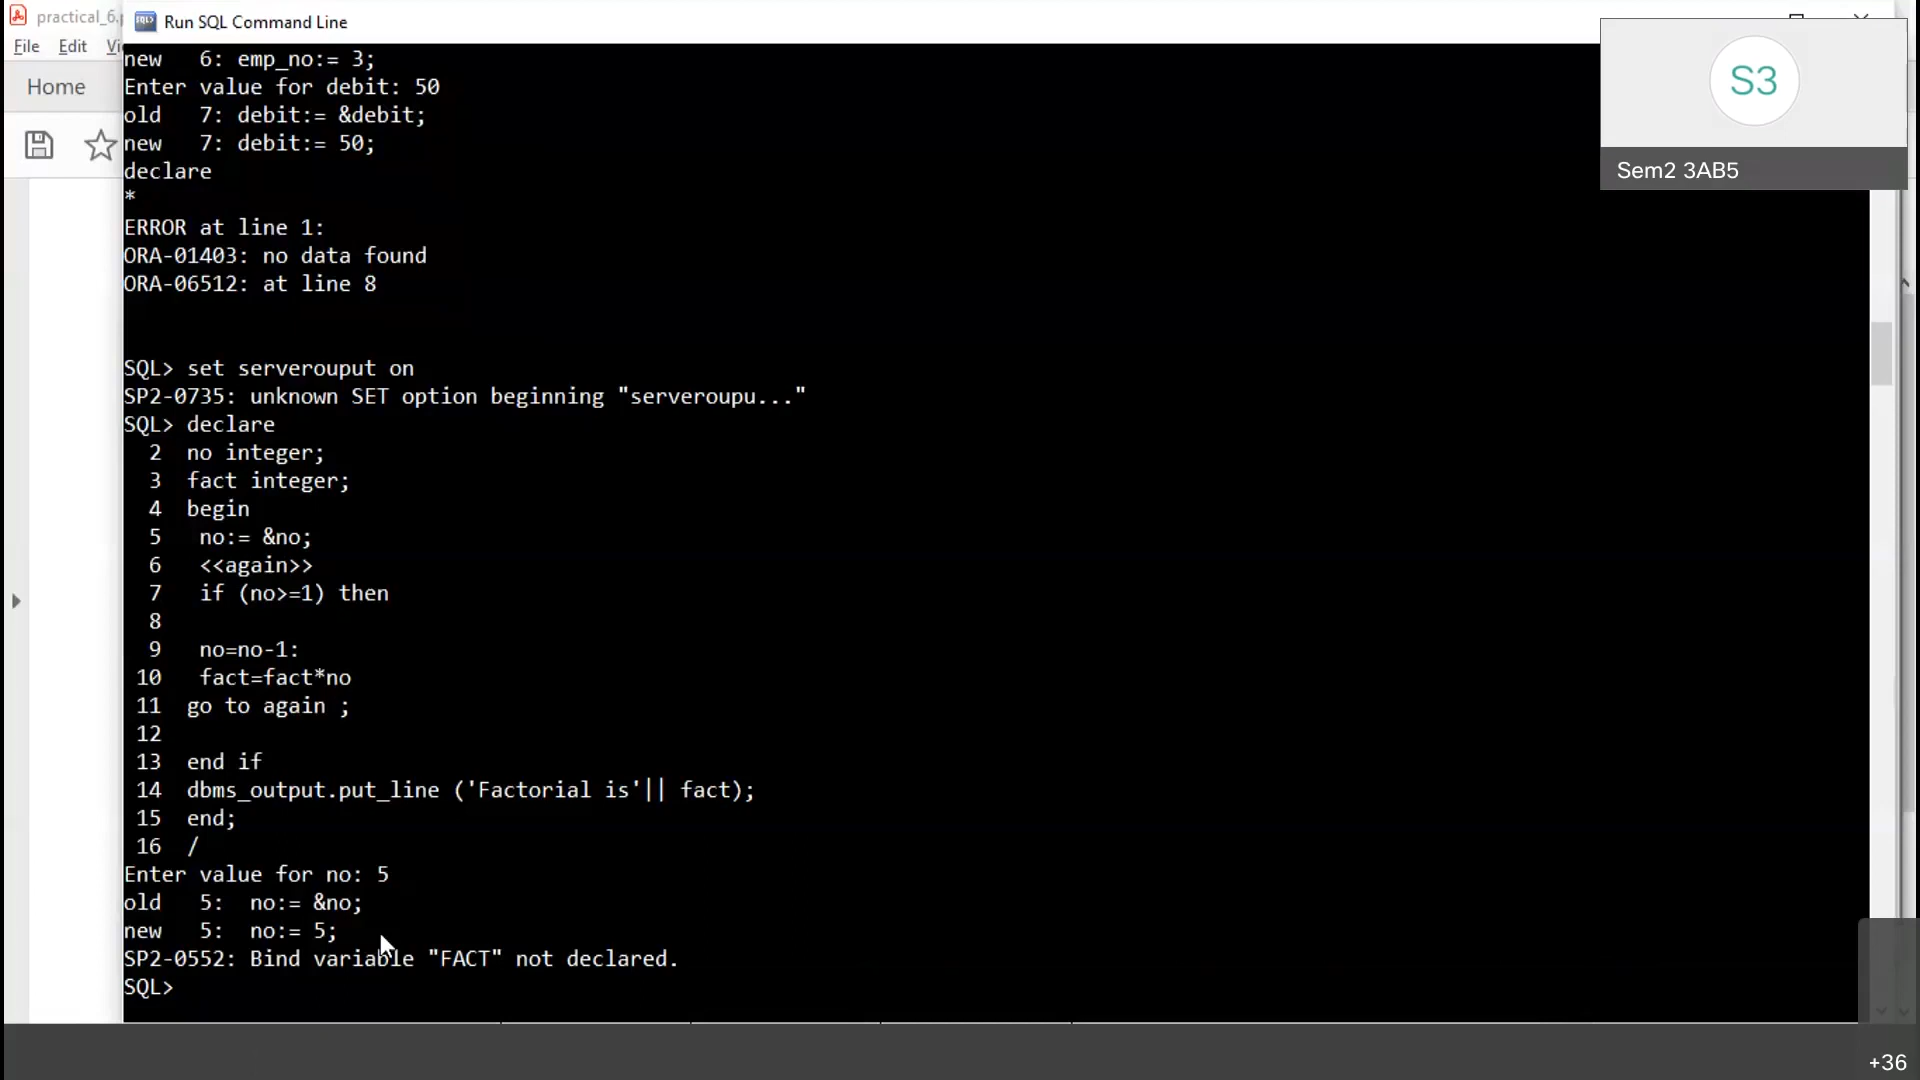 practical_6.p
Run SQL Command Line
File Edit Vi
Home
new   6: emp_no:= 3;
Enter value for debit: 50
old   7: debit:= &debit;
new   7: debit:= 50;
declare
*
ERROR at line 1:
ORA-01403: no data found
ORA-06512: at line 8
SQL> set serverouput on
SP2-0735: unknown SET option beginning "serveroupu..."
SQL> declare
2  no integer;
3  fact integer;
4  begin
5   no:= &no;
6   <<again>>
7   if (no>=1) then
8
9   no=no-1:
10   fact=fact*no
11  go to again ;
12
13  end if
14  dbms_output.put_line ('Factorial is'|| fact);
15  end;
16  /
Enter value for no: 5
old   5:  no:= &no;
new   5:  no:= 5;
SP2-0552: Bind variable "FACT" not declared.
SQL>
S3
Sem2 3AB5
+36